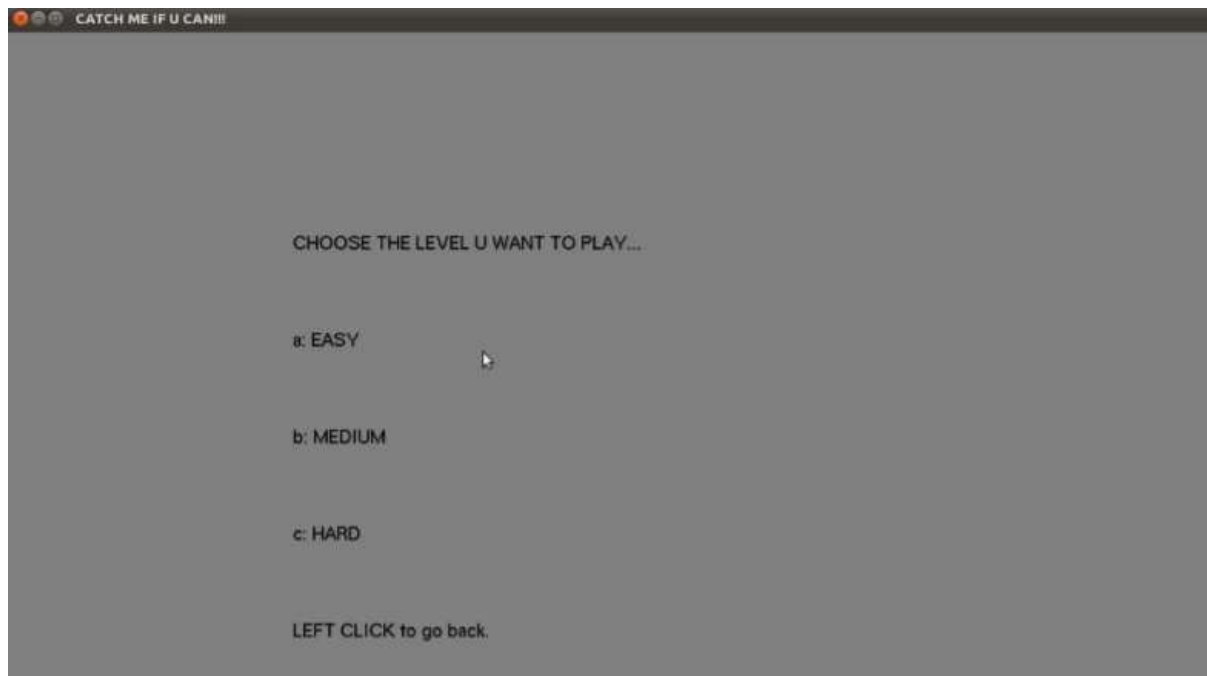 CATCH ME IF U CAN!!!
CHOOSE THE LEVEL U WANT TO PLAY...
a: EASY
b: MEDIUM
c: HARD
LEFT CLICK to go back.